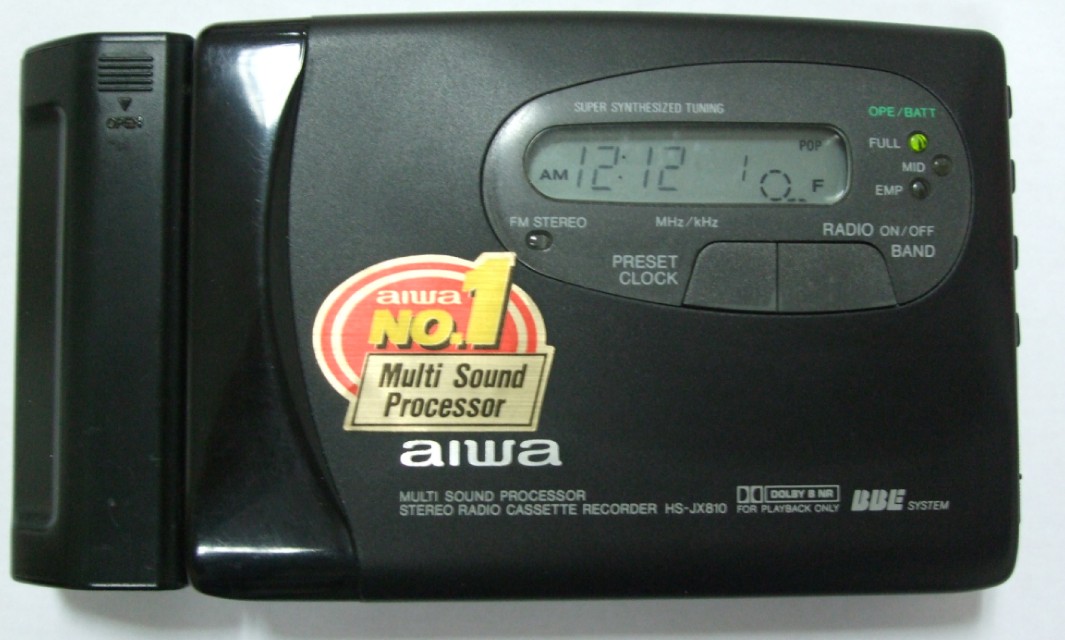 OPEN
SUPER SYNTHESIZED TUNING
OPE/BATT
FULL
MID
EMP
POP
AM 12:12 1 F
FM STEREO
MHz/kHz
RADIO ON/OFF
BAND
PRESET
CLOCK
aiwa
NO.1
Multi Sound
Processor
aiwa
MULTI SOUND PROCESSOR
STEREO RADIO CASSETTE RECORDER HS-JX810
DOLBY B NR
FOR PLAYBACK ONLY
BBE SYSTEM